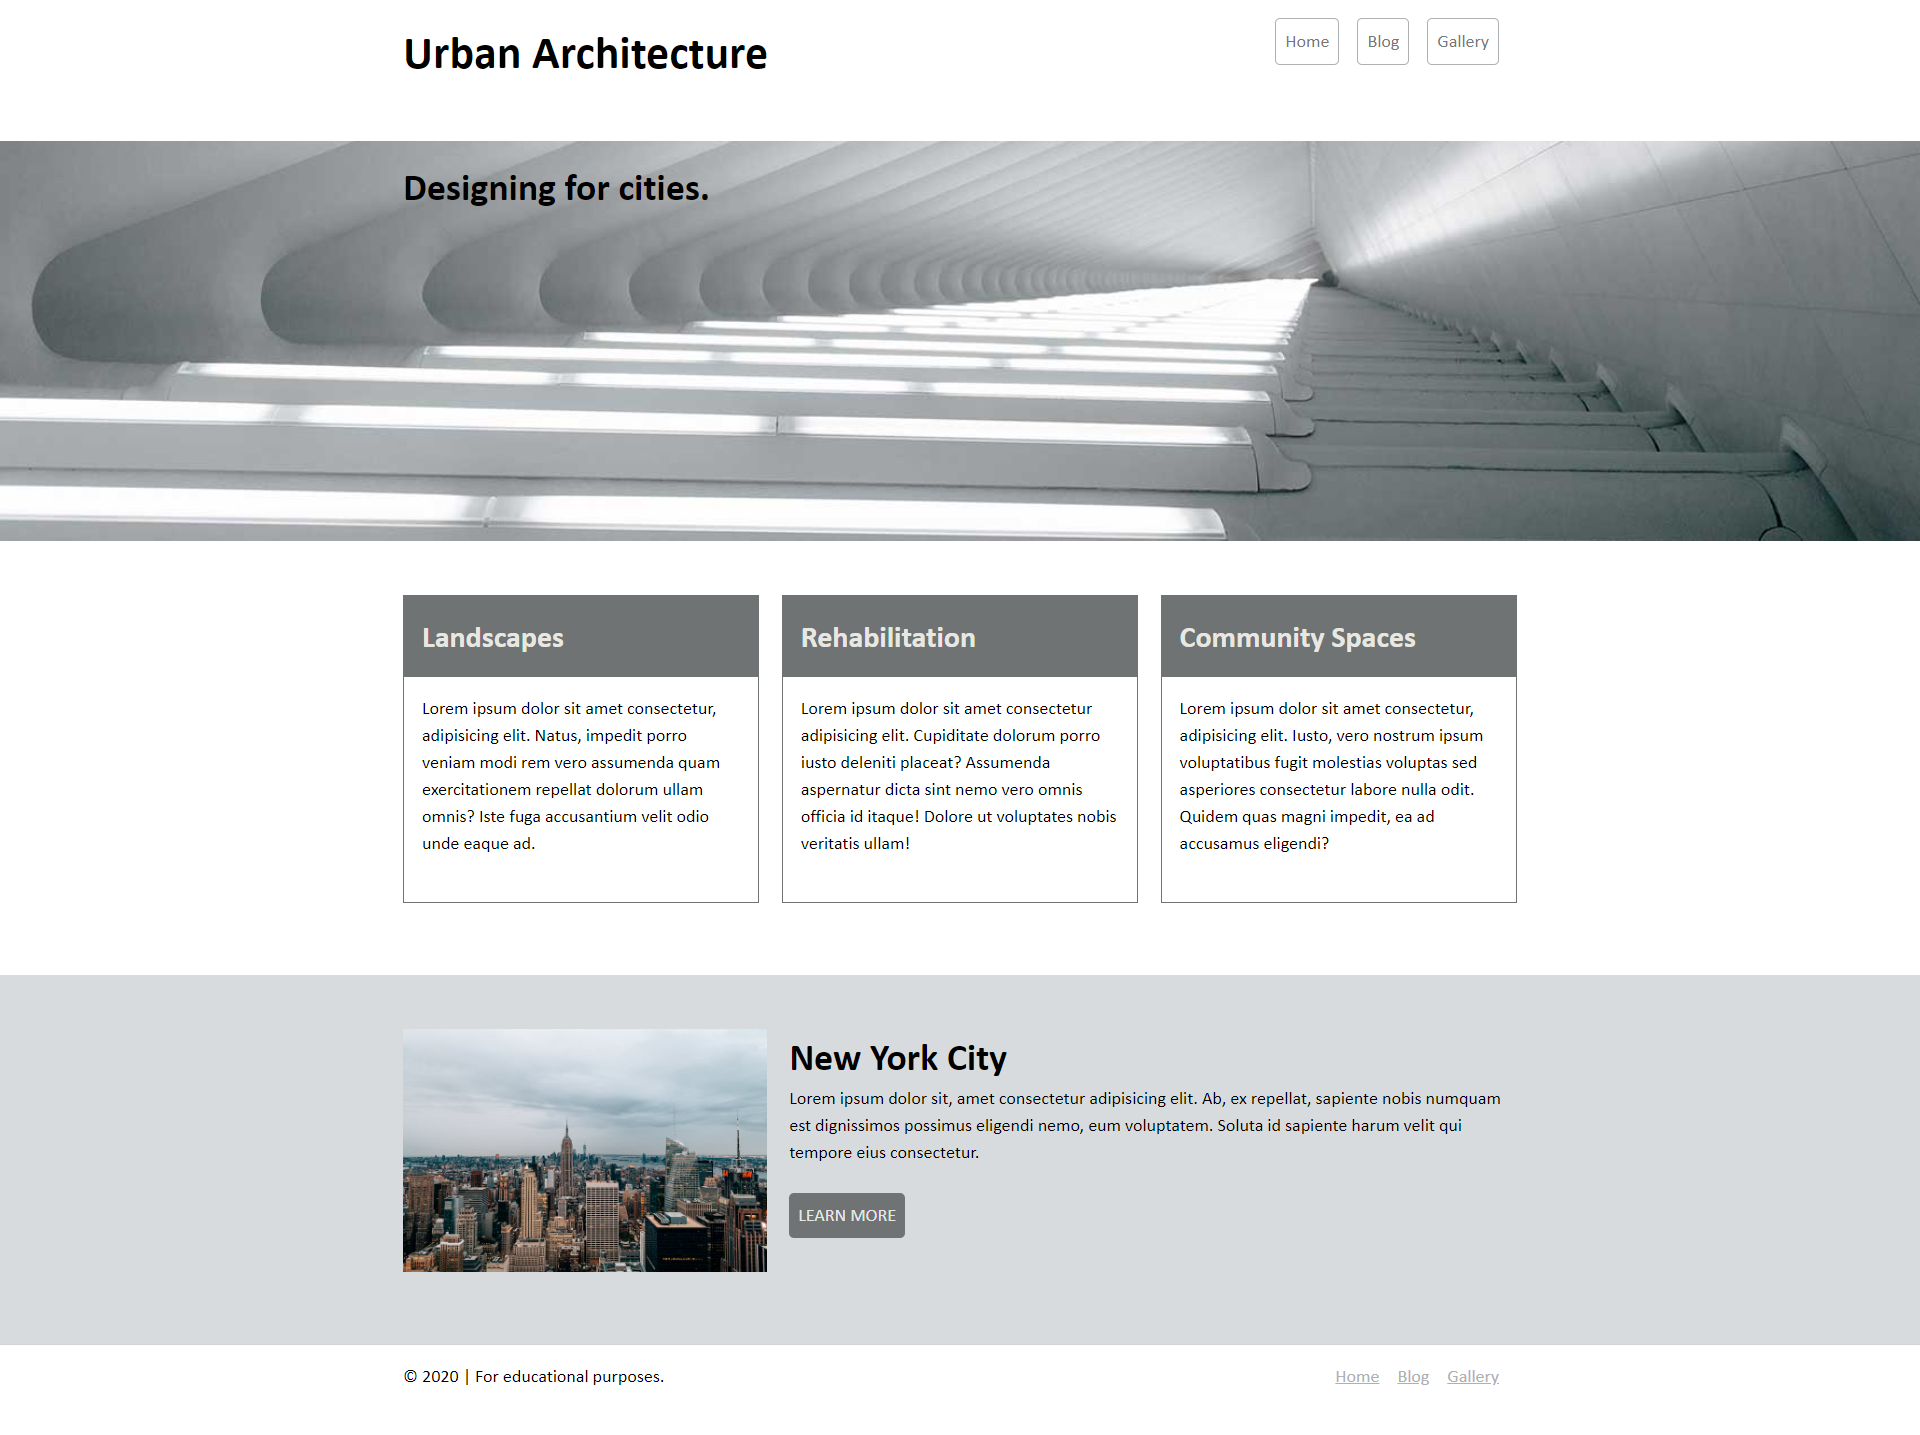 Urban Architecture
Home Blog Gallery
Designing for cities.
Landscapes
Lorem ipsum dolor sit amet consectetur,
adipisicing elit. Natus, impedit porro
veniam modi rem vero assumenda quam
exercitationem repellat dolorum ullam
omnis? Iste fuga accusantium velit odio
unde eaque ad.
Rehabilitation
Lorem ipsum dolor sit amet consectetur
adipisicing elit. Cupiditate dolorum porro
iusto deleniti placeat? Assumenda
aspernatur dicta sint nemo vero omnis
officia id itaque! Dolore ut voluptates nobis
veritatis ullam!
Community Spaces
Lorem ipsum dolor sit amet consectetur,
adipisicing elit. Iusto, vero nostrum ipsum
voluptatibus fugit molestias voluptas sed
asperiores consectetur labore nulla odit.
Quidem quas magni impedit, ea ad
accusamus eligendi?
New York City
Lorem ipsum dolor sit, amet consectetur adipisicing elit. Ab, ex repellat, sapiente nobis numquam
est dignissimos possimus eligendi nemo, eum voluptatem. Soluta id sapiente harum velit qui
tempore eius consectetur.
LEARN MORE
© 2020 | For educational purposes.
Home Blog Gallery